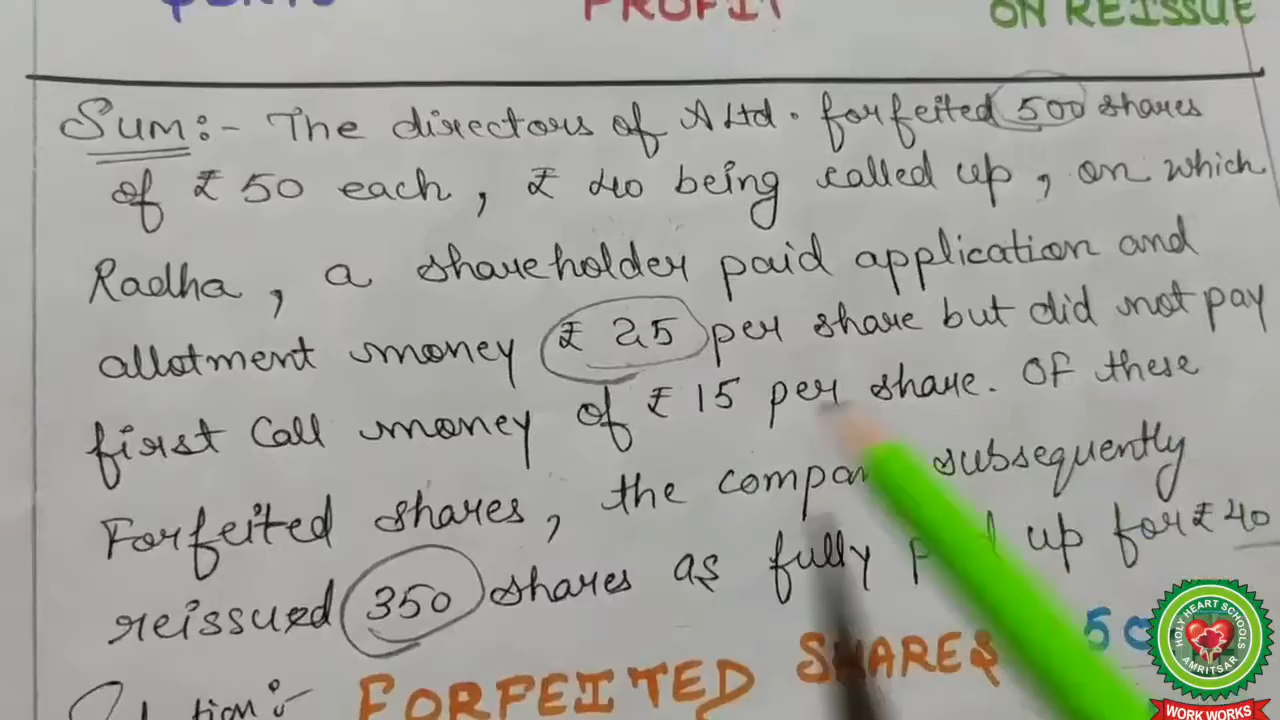 PROFIT
ON REISSUE
Sum:- The directors of A Ltd. forfeited 500 shares
of ₹ 50 each, ₹ 40 being called up, on which
Radha, a shareholder paid application and
allotment money ₹ 25 per share but did not pay
first Call money of ₹ 15 per share. Of these
Forfeited shares, the subsequently
reissued 350 shares as fully up for ₹ 40
FORFEITED SHARES
HOLY HEART SCHOOLS
AMRITSAR
WORK WORKS